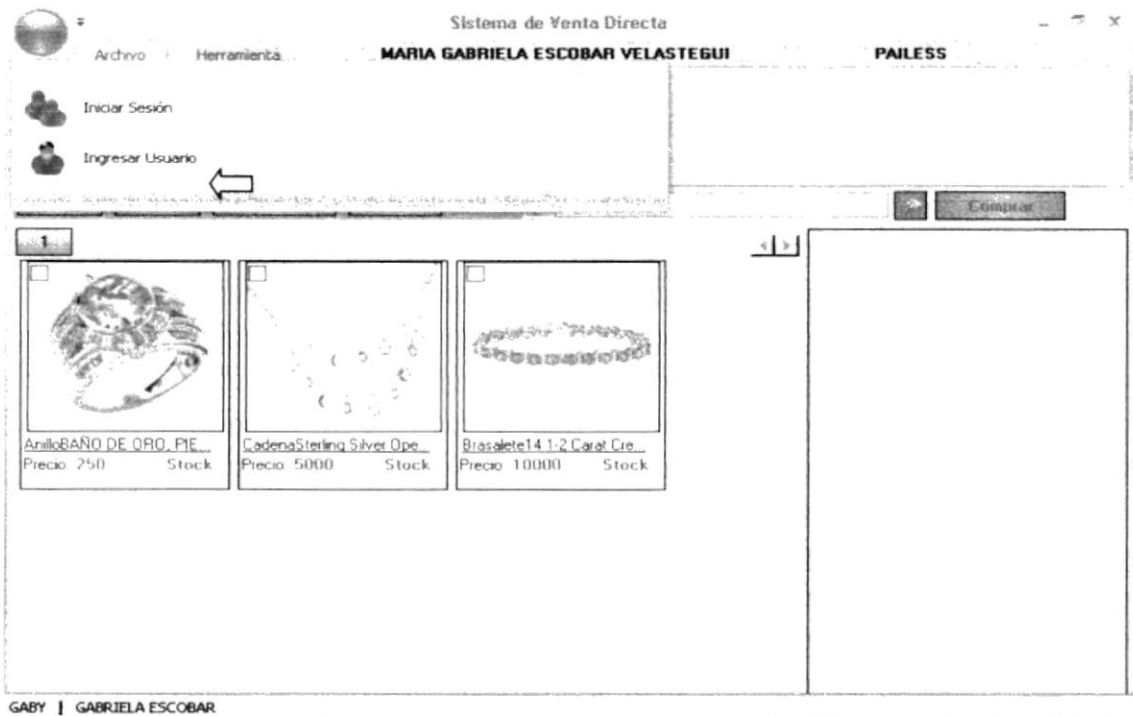 Sistema de Venta Directa
Archivo Herramienta MARIA GABRIELA ESCOBAR VELASTEGUI PAILESS
Iniciar Sesión
Ingresar Usuario
> Comprar
1
AnilloBAÑO DE ORO, PIE... CadenaSterling Silver Ope... Brasalete14 1-2 Carat Cre...
Precio 250 Stock Precio 5000 Stock Precio 10000 Stock
GABY | GABRIELA ESCOBAR